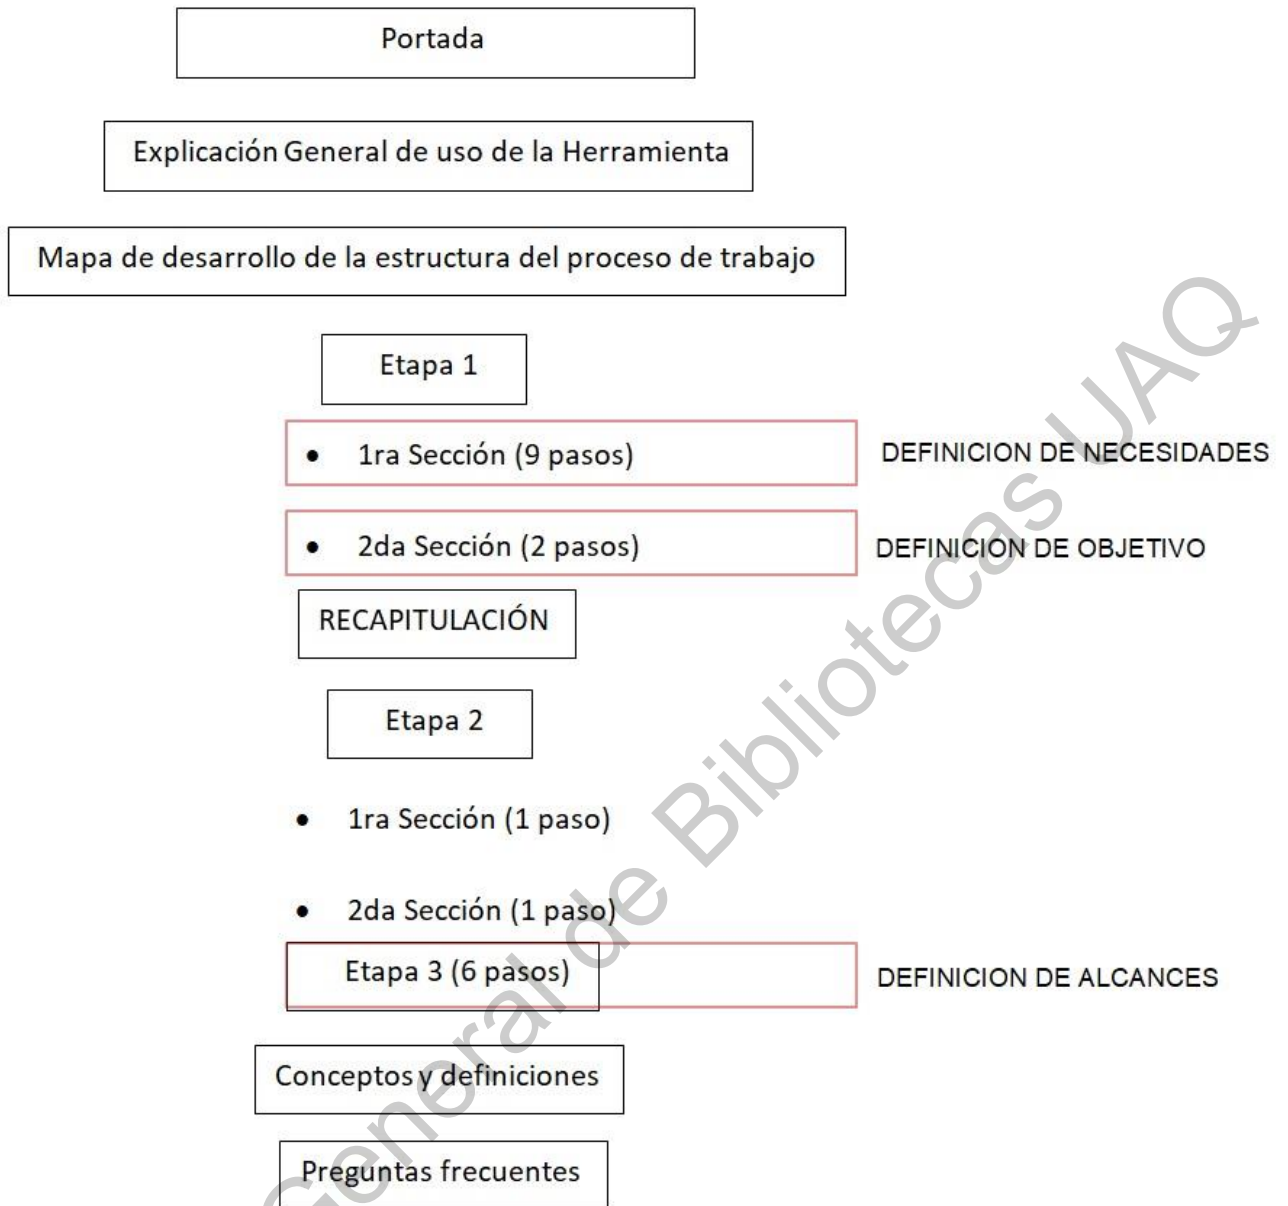 Portada
Explicación General de uso de la Herramienta
Mapa de desarrollo de la estructura del proceso de trabajo
Etapa 1
• 1ra Sección (9 pasos) DEFINICION DE NECESIDADES
• 2da Sección (2 pasos) DEFINICION DE OBJETIVO
RECAPITULACIÓN
Etapa 2
• 1ra Sección (1 paso)
• 2da Sección (1 paso)
Etapa 3 (6 pasos) DEFINICION DE ALCANCES
Conceptos y definiciones
Preguntas frecuentes
General de Bibliotecas UAQ